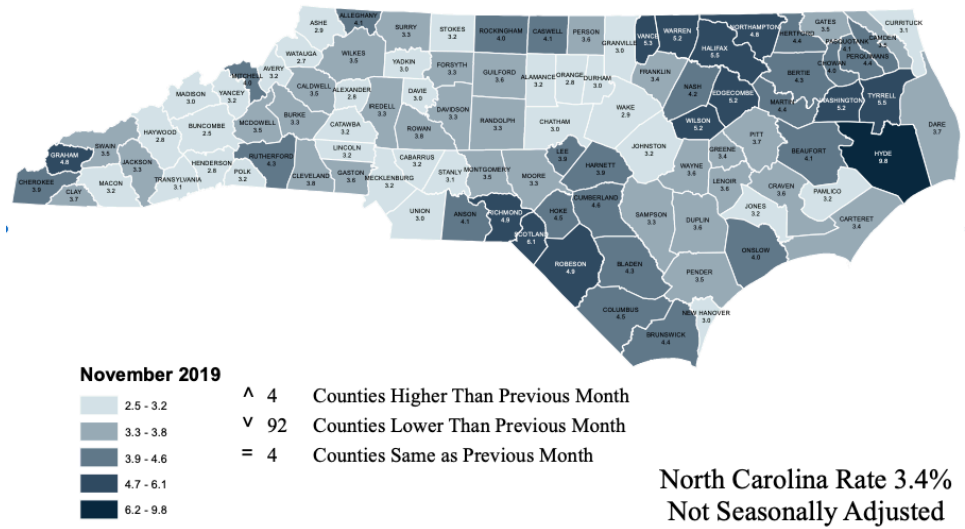 ASHE
2.9
ALLEGHANY
4.1
SURRY
3.3
STOKES
3.2
ROCKINGHAM
4.0
CASWELL
4.1
PERSON
3.6
GRANVILLE
3.0
VANCE
5.3
WARREN
5.2
NORTHAMPTON
4.8
HALIFAX
5.5
HERTFORD
4.4
GATES
3.5
PASQUOTANK
4.1
CAMDEN
CURRITUCK
3.1
PERQUIMANS
4.4
CHOWAN
4.0
BERTIE
4.3
WATAUGA
2.7
WILKES
3.5
YADKIN
3.0
FORSYTH
3.3
GUILFORD
3.6
ALAMANCE
3.2
ORANGE
2.8
DURHAM
3.0
FRANKLIN
3.4
NASH
4.2
EDGECOMBE
5.2
MARTIN
4.4
WASHINGTON
5.2
TYRRELL
5.5
DARE
3.7
MITCHELL
4.0
AVERY
3.2
CALDWELL
3.5
ALEXANDER
2.8
DAVIE
3.0
IREDELL
3.3
DAVIDSON
3.3
RANDOLPH
3.3
CHATHAM
3.0
WAKE
2.9
WILSON
5.2
PITT
3.7
BEAUFORT
4.1
HYDE
9.8
MADISON
3.0
YANCEY
3.2
BURKE
3.3
MCDOWELL
3.5
CATAWBA
3.2
ROWAN
3.8
JOHNSTON
3.2
GREENE
3.4
HAYWOOD
2.8
BUNCOMBE
2.5
LINCOLN
3.2
CABARRUS
3.2
STANLY
3.1
MONTGOMERY
3.5
MOORE
3.3
LEE
3.9
HARNETT
3.9
WAYNE
3.6
LENOIR
3.6
CRAVEN
3.6
PAMLICO
3.2
GRAHAM
4.8
SWAIN
3.5
JACKSON
3.3
HENDERSON
2.8
RUTHERFORD
4.3
POLK
3.2
CLEVELAND
3.8
GASTON
3.6
MECKLENBURG
3.2
CHEROKEE
3.9
CLAY
3.7
MACON
3.2
TRANSYLVANIA
3.1
UNION
3.0
ANSON
4.1
RICHMOND
4.9
SCOTLAND
6.1
HOKE
4.5
CUMBERLAND
4.6
SAMPSON
3.3
DUPLIN
3.6
JONES
3.2
CARTERET
3.4
ONSLOW
4.0
ROBESON
4.9
BLADEN
4.3
PENDER
3.5
COLUMBUS
4.5
NEW HANOVER
3.0
BRUNSWICK
4.4
November 2019
2.5 - 3.2
3.3 - 3.8
3.9 - 4.6
4.7 - 6.1
6.2 - 9.8
^ 4 Counties Higher Than Previous Month
v 92 Counties Lower Than Previous Month
= 4 Counties Same as Previous Month
North Carolina Rate 3.4%
Not Seasonally Adjusted